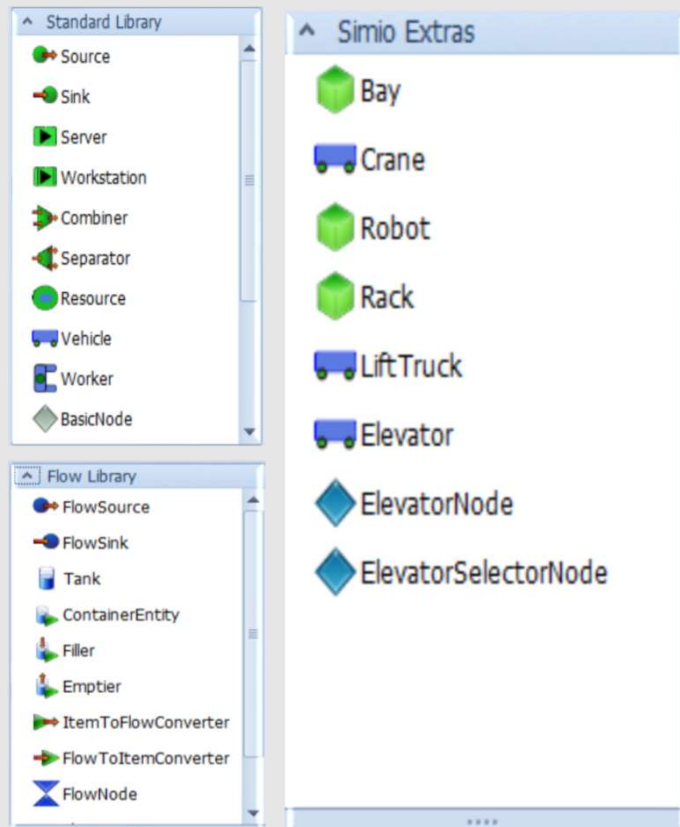 Standard Library
Source
Sink
Server
Workstation
Combiner
Separator
Resource
Vehicle
Worker
BasicNode
Flow Library
FlowSource
FlowSink
Tank
ContainerEntity
Filler
Emptier
ItemToFlowConverter
FlowToItemConverter
FlowNode
Simio Extras
Bay
Crane
Robot
Rack
LiftTruck
Elevator
ElevatorNode
ElevatorSelectorNode